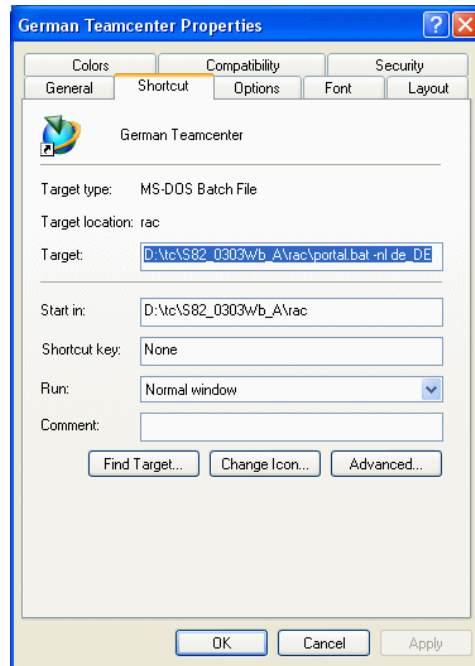 German Teamcenter Properties
Colors Compatibility Security
General Shortcut Options Font Layout
German Teamcenter
Target type: MS-DOS Batch File
Target location: rac
Target: D:\tc\S82_0303Wb_A\rac\portal.bat -nl de_DE
Start in: D:\tc\S82_0303Wb_A\rac
Shortcut key: None
Run: Normal window
Comment:
Find Target... Change Icon... Advanced...
OK Cancel Apply